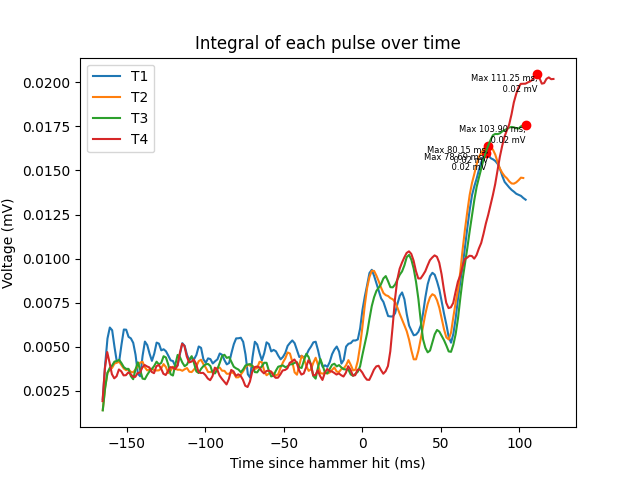 Integral of each pulse over time
T1
T2
T3
T4
Max 111.25 ms,
0.02 mV
Max 103.90 ms,
0.02 mV
Max 80.15 ms,
0.02 mV
Max 78.69 ms,
0.02 mV
Voltage (mV)
0.0200
0.0175
0.0150
0.0125
0.0100
0.0075
0.0050
0.0025
−150
−100
−50
0
50
100
Time since hammer hit (ms)